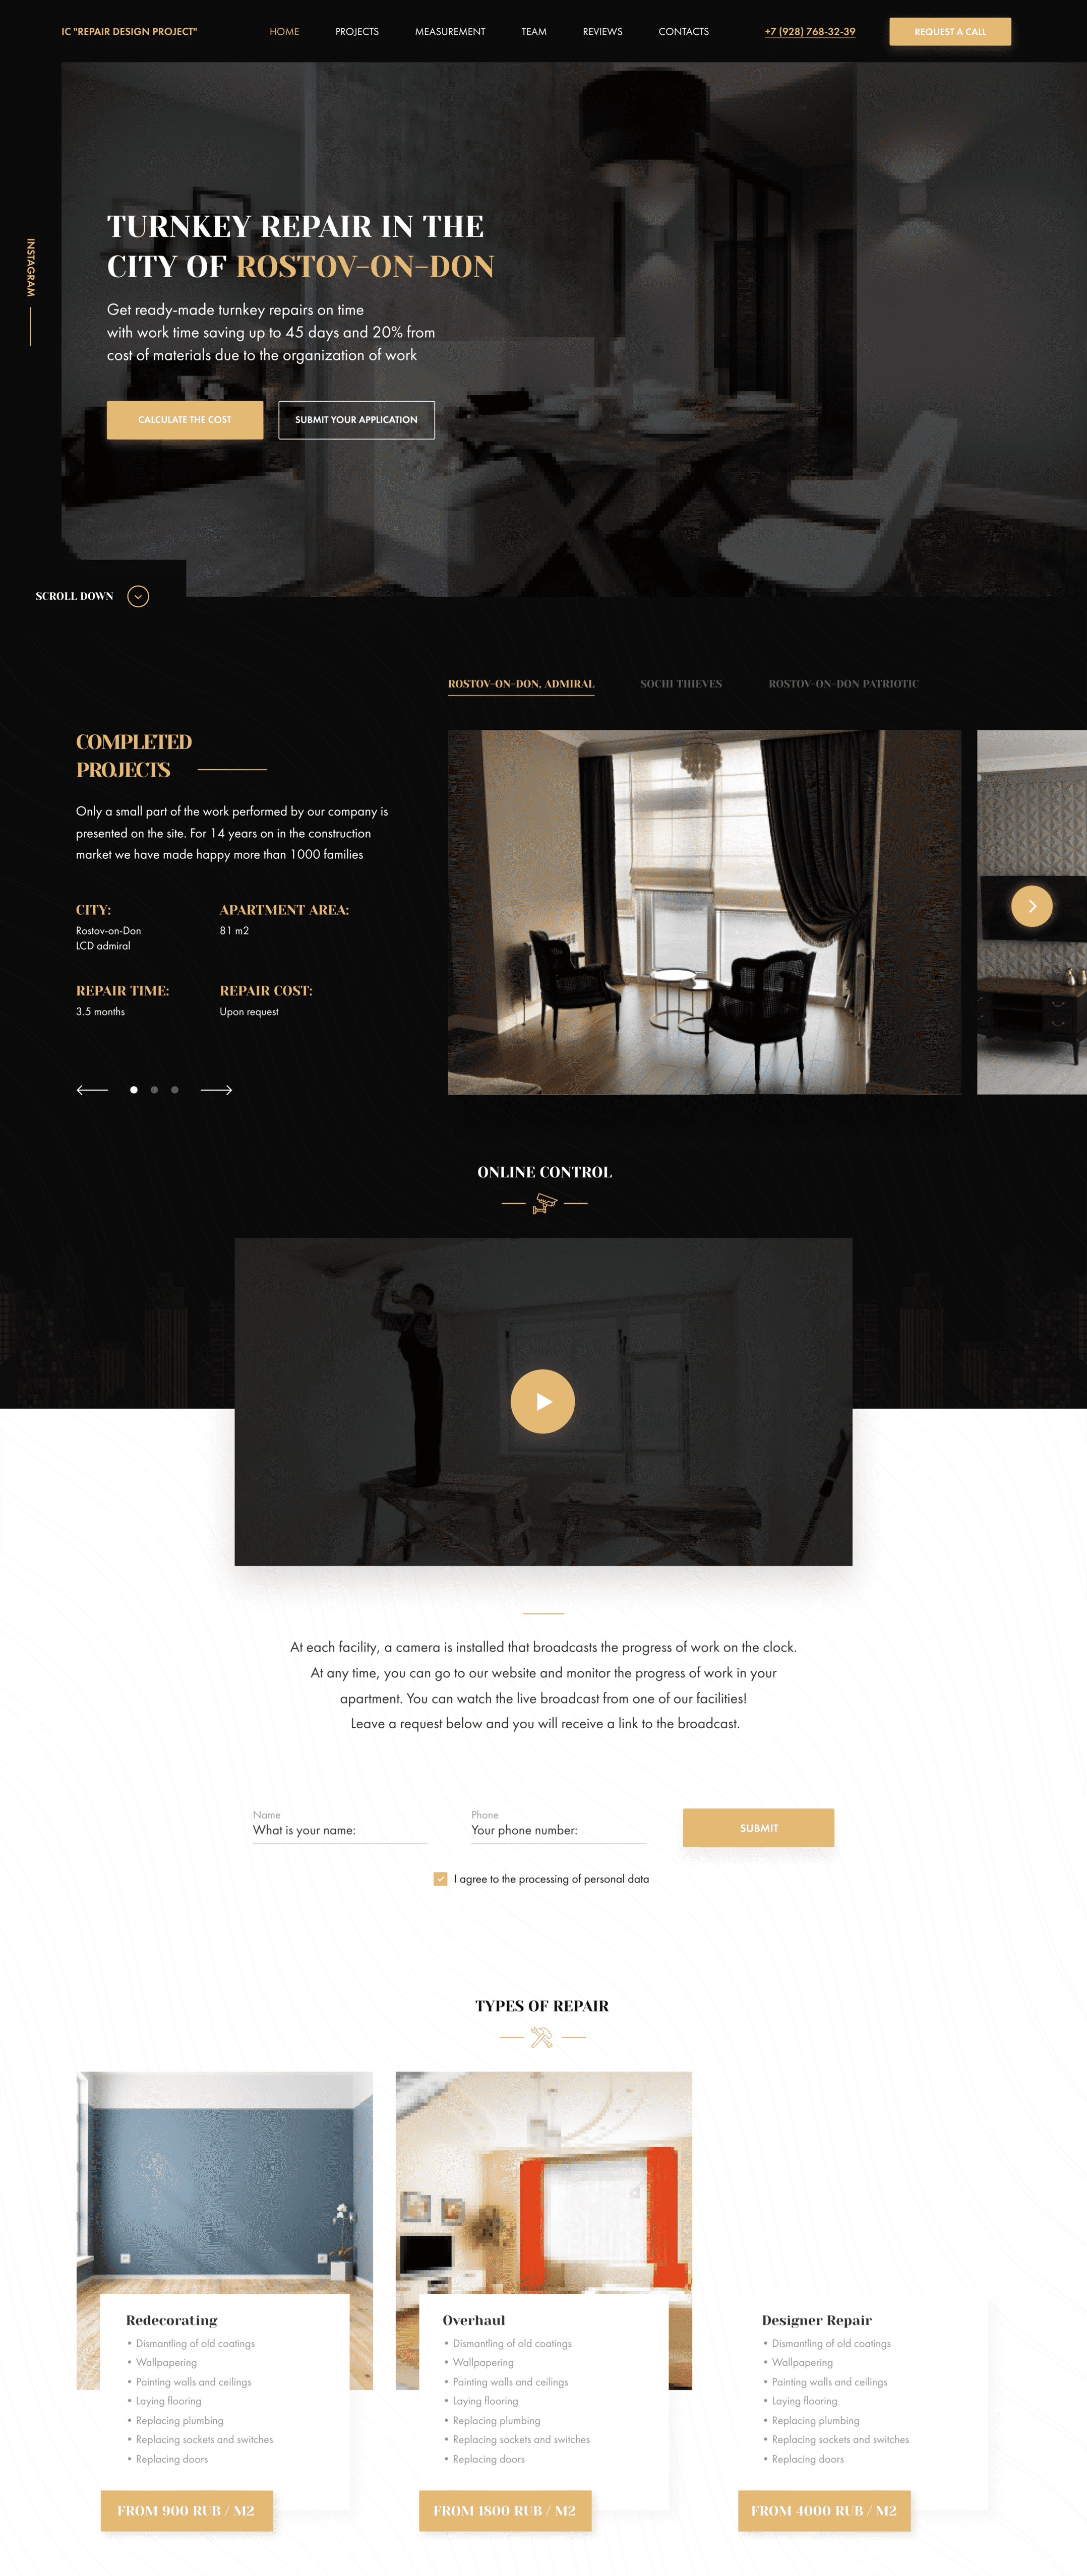 IC "REPAIR DESIGN PROJECT"
HOME
PROJECTS
MEASUREMENT
TEAM
REVIEWS
CONTACTS
+7 (928) 768-32-39
REQUEST A CALL
INSTAGRAM
TURNKEY REPAIR IN THE
CITY OF ROSTOV-ON-DON
Get ready-made turnkey repairs on time
with work time saving up to 45 days and 20% from
cost of materials due to the organization of work
CALCULATE THE COST
SUBMIT YOUR APPLICATION
SCROLL DOWN
ROSTOV-ON-DON, ADMIRAL
SOCHI THIEVES
ROSTOV-ON-DON PATRIOTIC
COMPLETED
PROJECTS
Only a small part of the work performed by our company is
presented on the site. For 14 years on in the construction
market we have made happy more than 1000 families
CITY:
Rostov-on-Don
LCD admiral
APARTMENT AREA:
81 m2
REPAIR TIME:
3.5 months
REPAIR COST:
Upon request
ONLINE CONTROL
At each facility, a camera is installed that broadcasts the progress of work on the clock.
At any time, you can go to our website and monitor the progress of work in your
apartment. You can watch the live broadcast from one of our facilities!
Leave a request below and you will receive a link to the broadcast.
Name
What is your name:
Phone
Your phone number:
SUBMIT
I agree to the processing of personal data
TYPES OF REPAIR
Redecorating
• Dismantling of old coatings
• Wallpapering
• Painting walls and ceilings
• Laying flooring
• Replacing plumbing
• Replacing sockets and switches
• Replacing doors
FROM 900 RUB / M2
Overhaul
• Dismantling of old coatings
• Wallpapering
• Painting walls and ceilings
• Laying flooring
• Replacing plumbing
• Replacing sockets and switches
• Replacing doors
FROM 1800 RUB / M2
Designer Repair
• Dismantling of old coatings
• Wallpapering
• Painting walls and ceilings
• Laying flooring
• Replacing plumbing
• Replacing sockets and switches
• Replacing doors
FROM 4000 RUB / M2